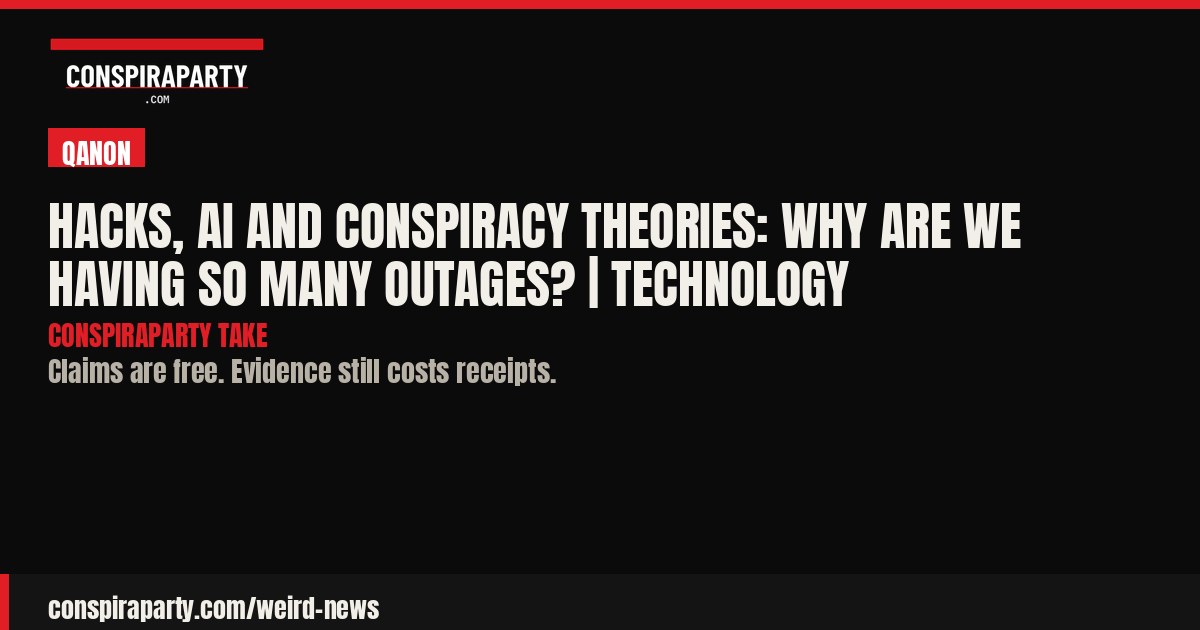 CONSPIRAPARTY
.COM
QANON
HACKS, AI AND CONSPIRACY THEORIES: WHY ARE WE
HAVING SO MANY OUTAGES? | TECHNOLOGY
CONSPIRAPARTY TAKE
Claims are free. Evidence still costs receipts.
conspiraparty.com/weird-news